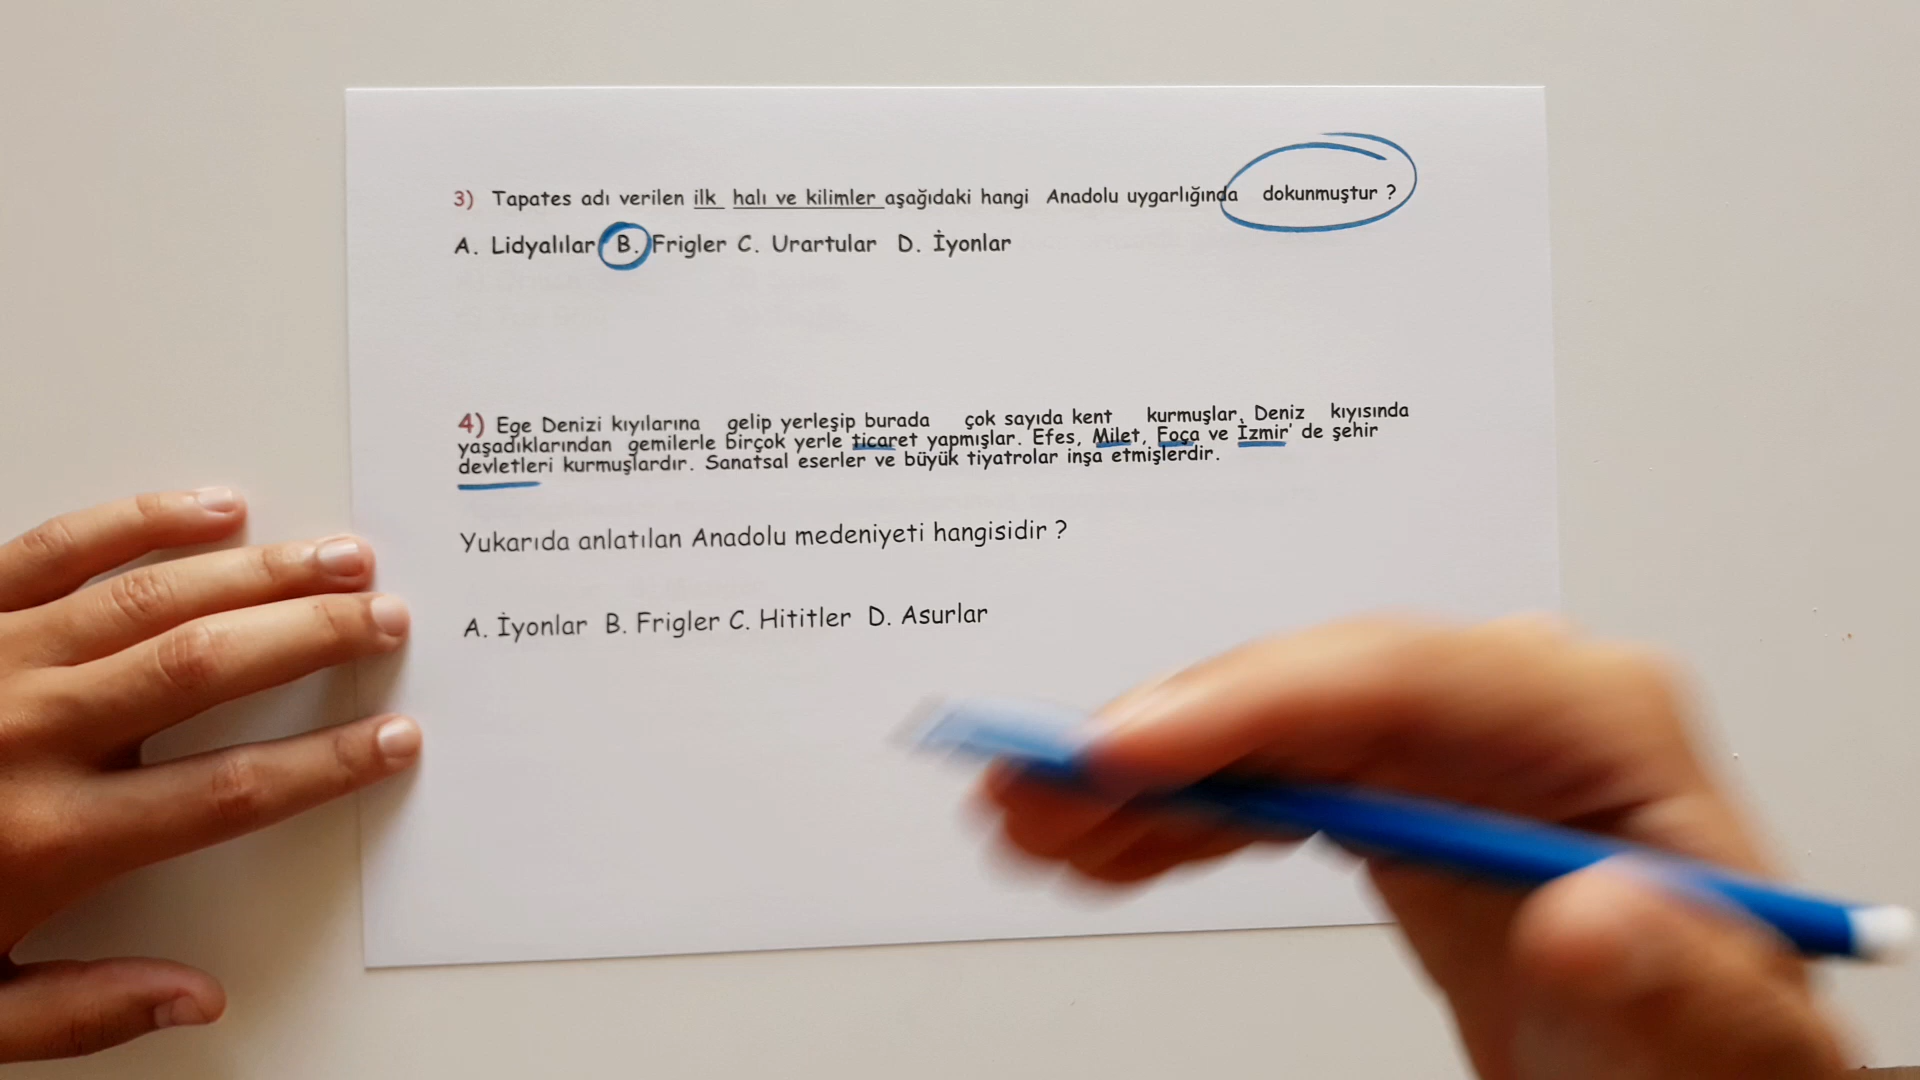 3) Tapates adı verilen ilk halı ve kilimler aşağıdaki hangi Anadolu uygarlığında dokunmuştur ?
A. Lidyalılar B. Frigler C. Urartular D. İyonlar
4) Ege Denizi kıyılarına gelip yerleşip burada çok sayıda kent kurmuşlar, Deniz kıyısında
yaşadıklarından gemilerle birçok yerle ticaret yapmışlar. Efes, Milet, Foça ve İzmir' de şehir
devletleri kurmuşlardır. Sanatsal eserler ve büyük tiyatrolar inşa etmişlerdir.
Yukarıda anlatılan Anadolu medeniyeti hangisidir ?
A. İyonlar B. Frigler C. Hititler D. Asurlar